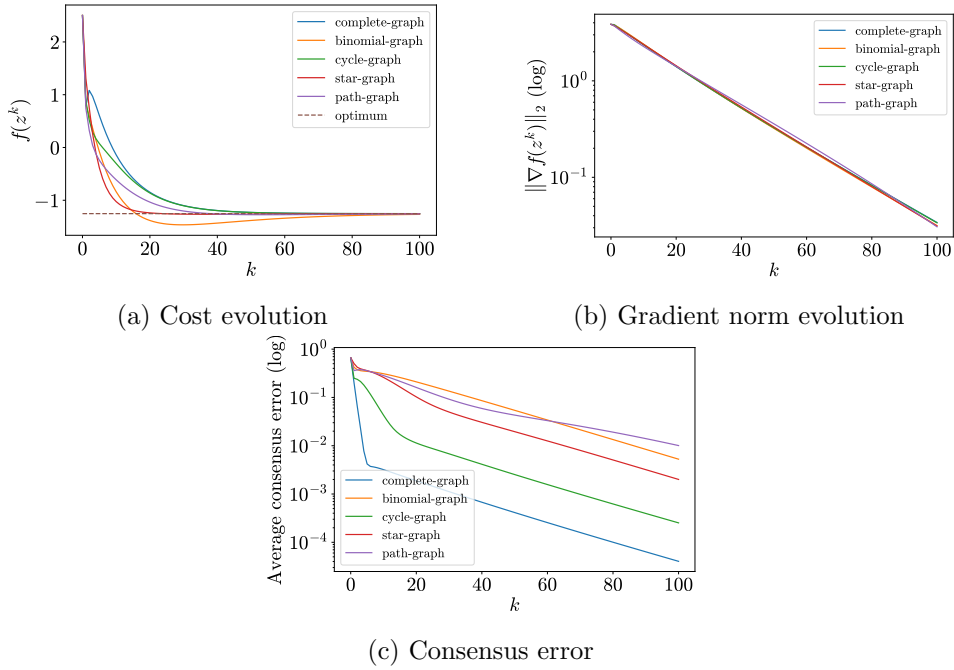 2
1
0
−1
f(z^k)
0
20
40
60
80
100
k
complete-graph
binomial-graph
cycle-graph
star-graph
path-graph
optimum
(a) Cost evolution
10^0
10^{-1}
‖∇f(z^k)‖_2 (log)
0
20
40
60
80
100
k
complete-graph
binomial-graph
cycle-graph
star-graph
path-graph
(b) Gradient norm evolution
10^0
10^{-1}
10^{-2}
10^{-3}
10^{-4}
Average consensus error (log)
0
20
40
60
80
100
k
complete-graph
binomial-graph
cycle-graph
star-graph
path-graph
(c) Consensus error